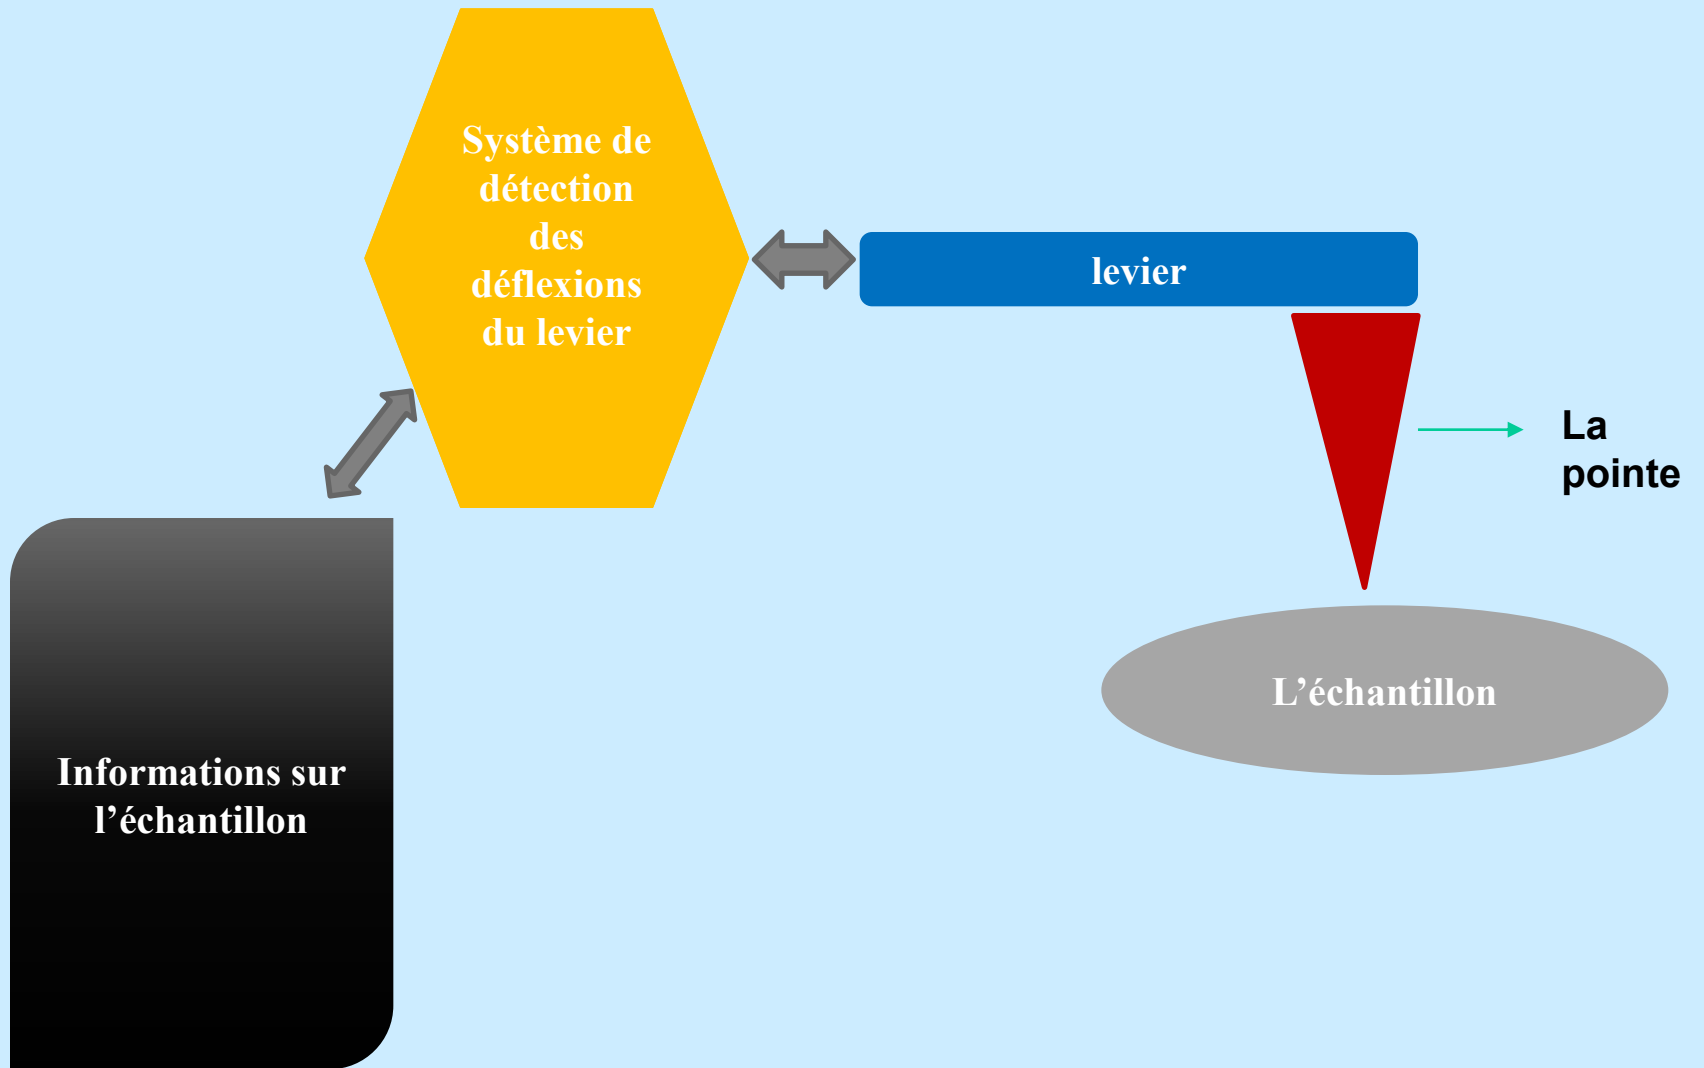 Système de
détection
des
déflexions
du levier
levier
La
pointe
L’échantillon
Informations sur
l’échantillon